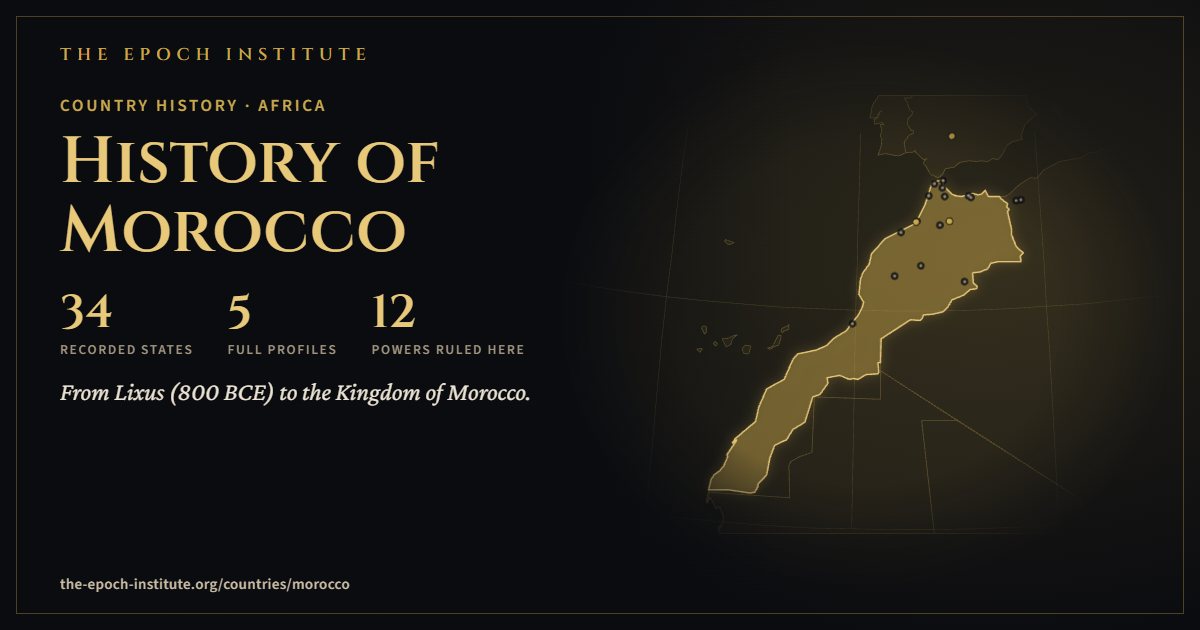 THE EPOCH INSTITUTE
COUNTRY HISTORY · AFRICA
HISTORY OF
MOROCCO
34 5 12
RECORDED STATES FULL PROFILES POWERS RULED HERE
From Lixus (800 BCE) to the Kingdom of Morocco.
the-epoch-institute.org/countries/morocco